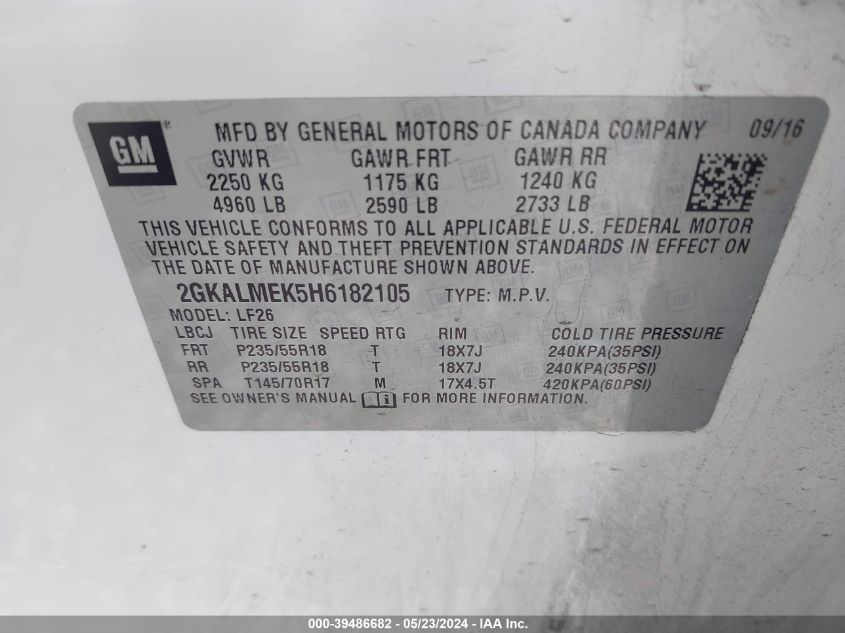 GM® MFD BY GENERAL MOTORS OF CANADA COMPANY 09/16
GVWR GAWR FRT GAWR RR
2250 KG 1175 KG 1240 KG
4960 LB 2590 LB 2733 LB
THIS VEHICLE CONFORMS TO ALL APPLICABLE U.S. FEDERAL MOTOR
VEHICLE SAFETY AND THEFT PREVENTION STANDARDS IN EFFECT ON
THE DATE OF MANUFACTURE SHOWN ABOVE.
2GKALMEK5H6182105 TYPE: M.P.V.
MODEL: LF26
LBCJ TIRE SIZE SPEED RTG RIM COLD TIRE PRESSURE
FRT P235/55R18 T 18X7J 240KPA(35PSI)
RR P235/55R18 T 18X7J 240KPA(35PSI)
SPA T145/70R17 M 17X4.5T 420KPA(60PSI)
SEE OWNER'S MANUAL FOR MORE INFORMATION.
000-39486682 - 05/23/2024 - IAA Inc.